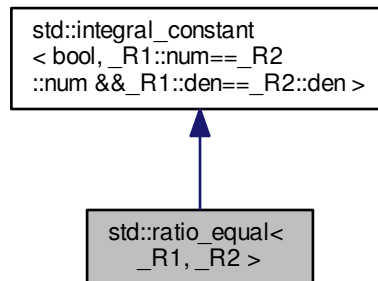 std::integral_constant
< bool, _R1::num==_R2
::num &&_R1::den==_R2::den >
std::ratio_equal<
_R1, _R2 >